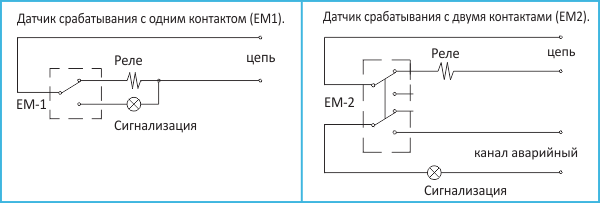 Датчик срабатывания с одним контактом (EM1).
Реле
цепь
EM-1
Сигнализация
Датчик срабатывания с двумя контактами (EM2).
Реле
цепь
EM-2
канал аварийный
Сигнализация